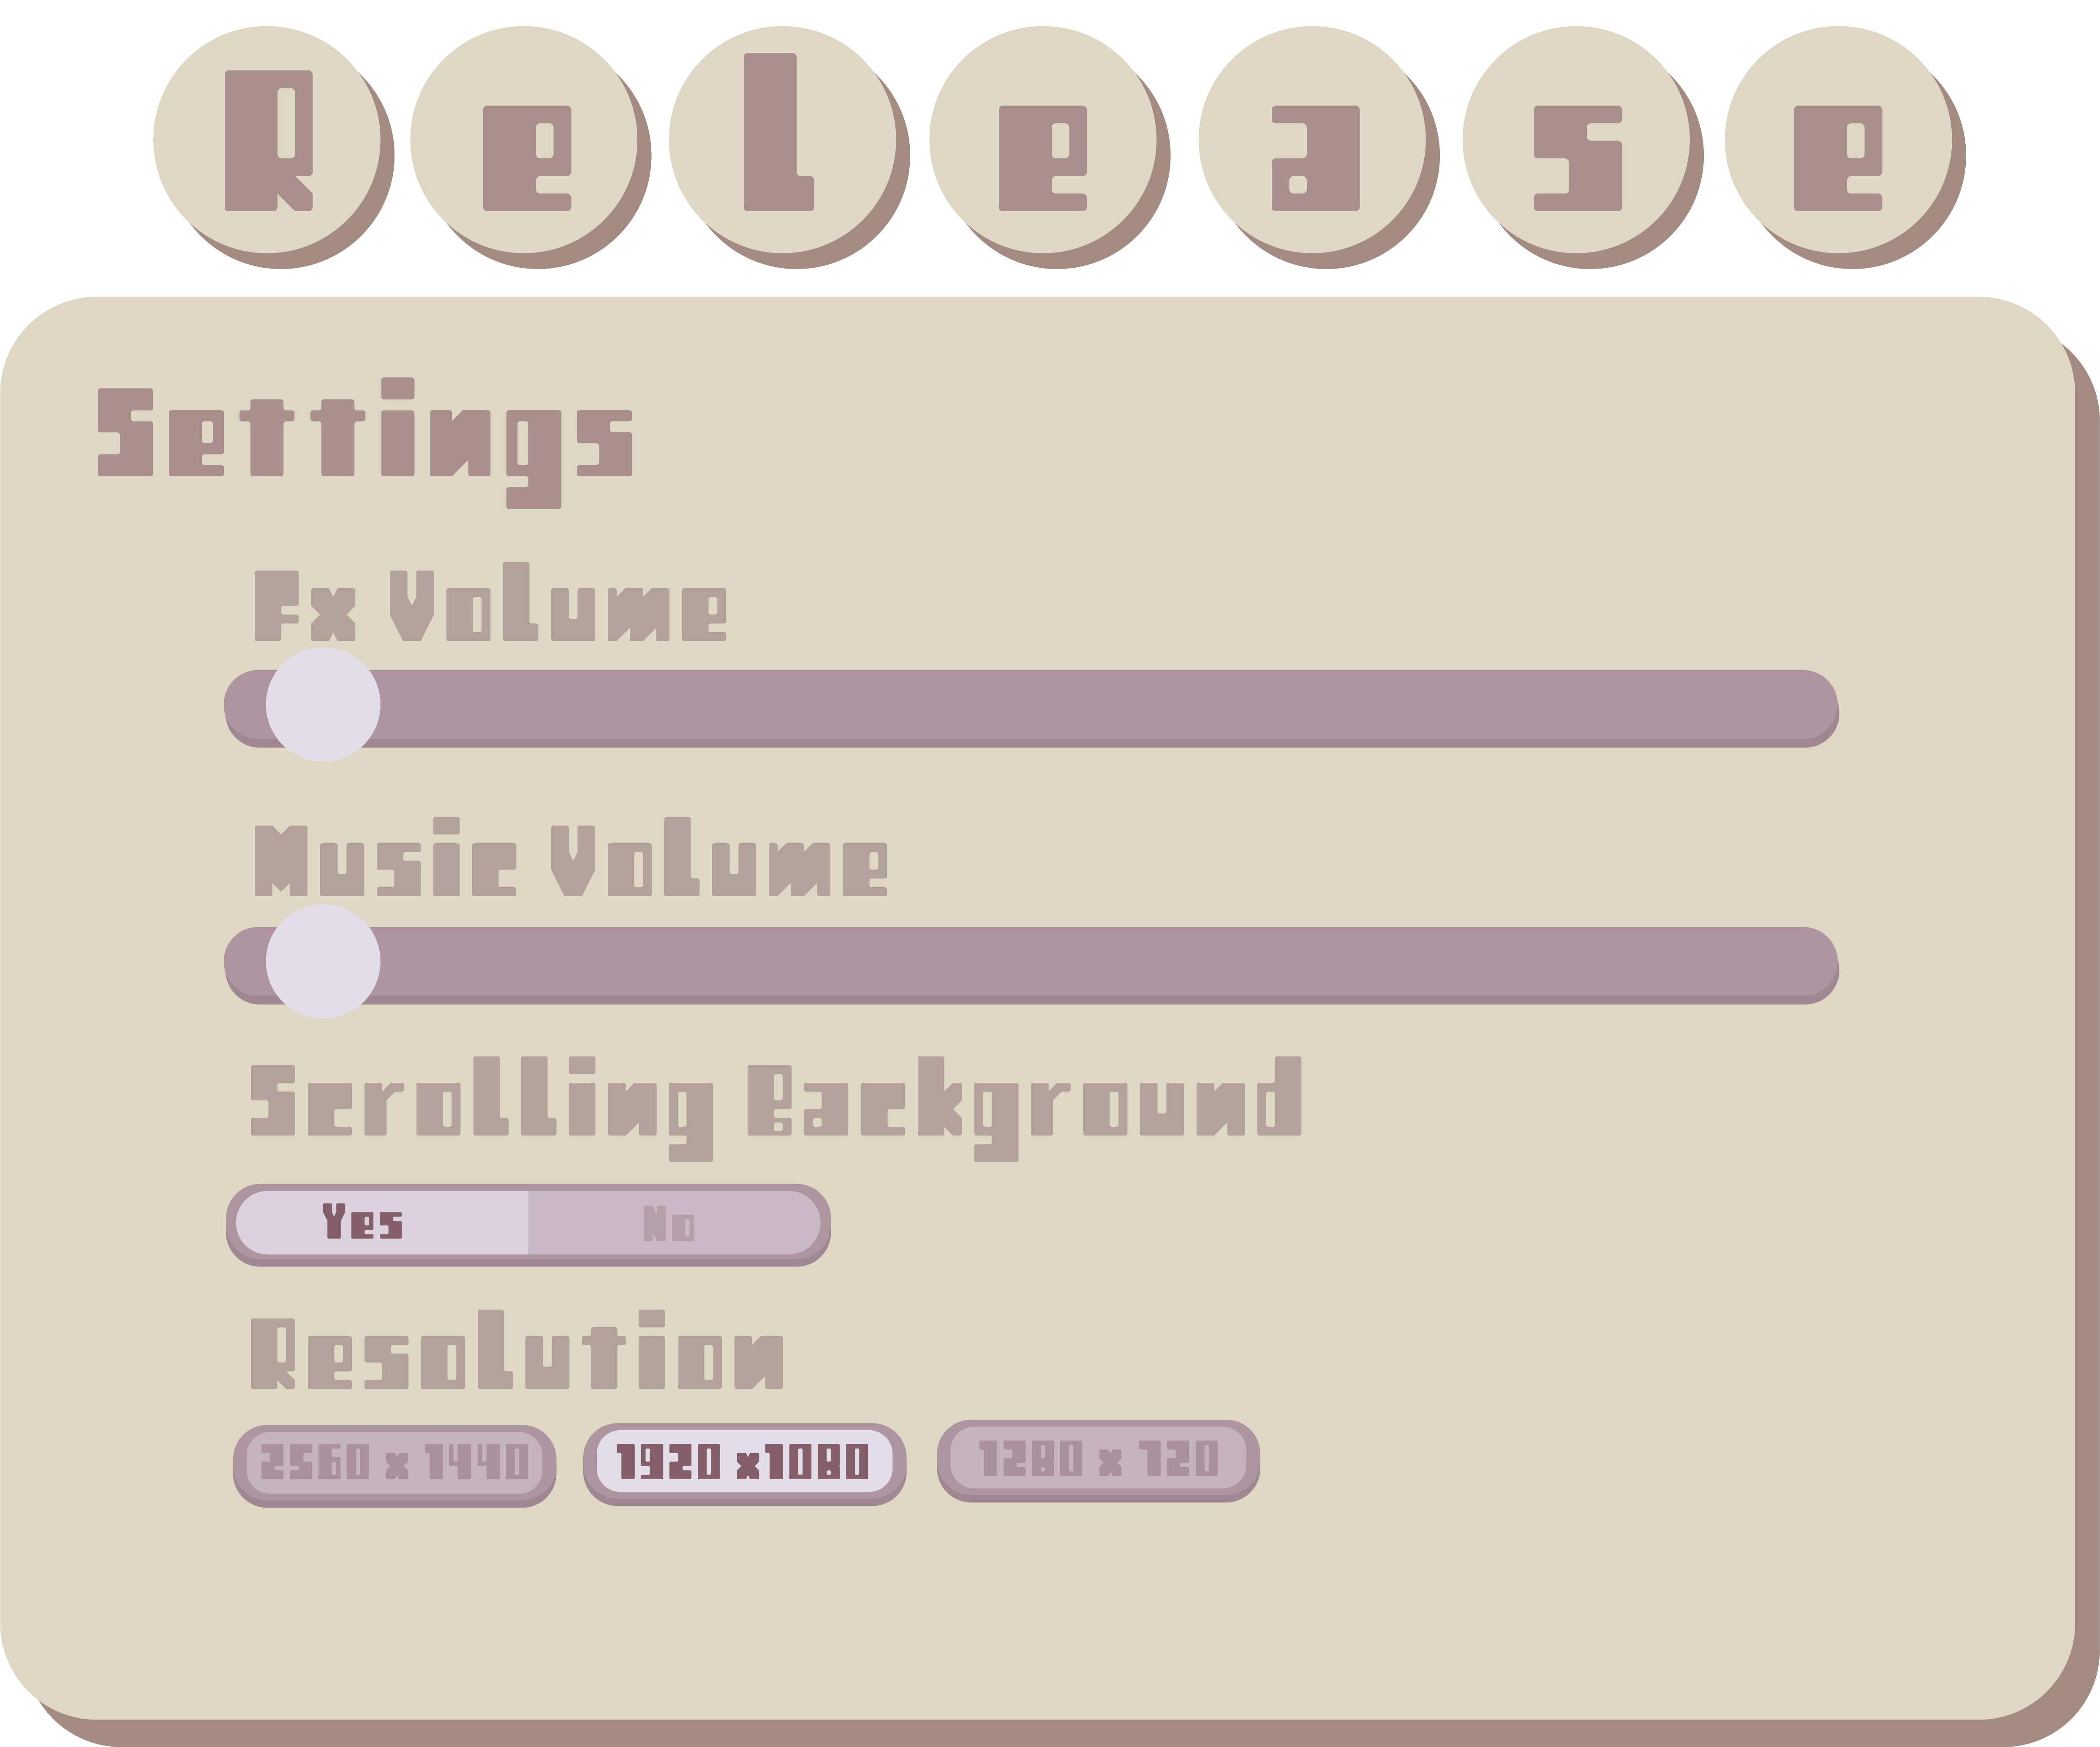 Release
Settings
Fx Volume
Music Volume
Scrolling Background
Yes No
Resolution
2560 x 1440 1920 x1080 1280 x 720